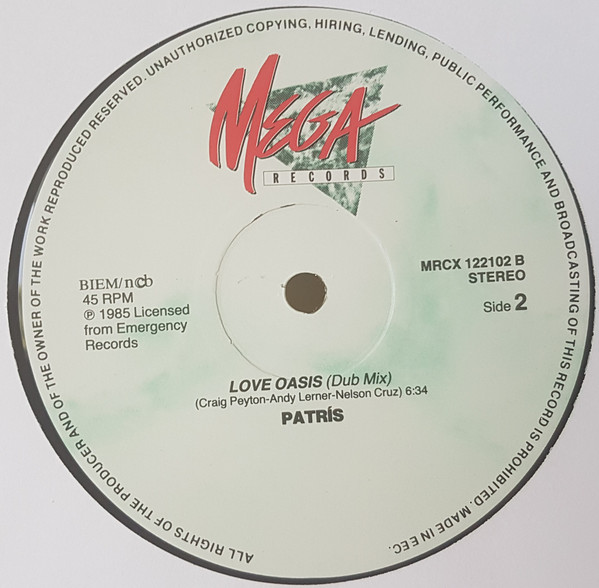 ALL RIGHTS OF THE PRODUCER AND OF THE OWNER OF THE WORK REPRODUCED RESERVED. UNAUTHORIZED COPYING, HIRING, LENDING, PUBLIC PERFORMANCE AND BROADCASTING OF THIS RECORD IS PROHIBITED. MADE IN EEC.
MEGA
RECORDS
BIEM/ncb
45 RPM
℗ 1985 Licensed
from Emergency
Records
MRCX 122102 B
STEREO
Side 2
LOVE OASIS (Dub Mix)
(Craig Peyton-Andy Lerner-Nelson Cruz) 6:34
PATRÍS